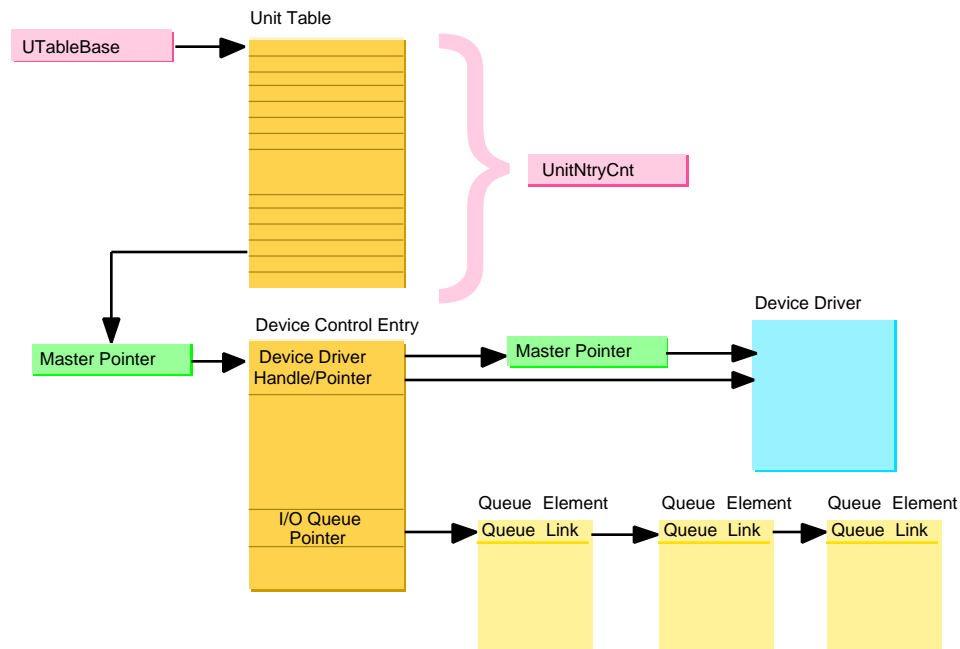 Unit Table
UTableBase
UnitNtryCnt
Device Driver
Device Control Entry
Master Pointer
Device Driver
Handle/Pointer
Master Pointer
I/O Queue
Pointer
Queue Element
Queue Element
Queue Element
Queue Link
Queue Link
Queue Link